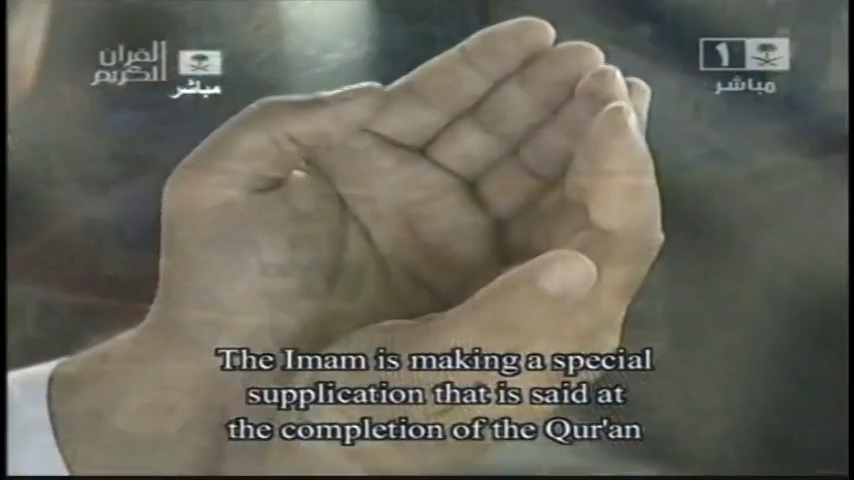 القرآن
الكريم
مباشر
1
مباشر
The Imam is making a special
supplication that is said at
the completion of the Qur'an